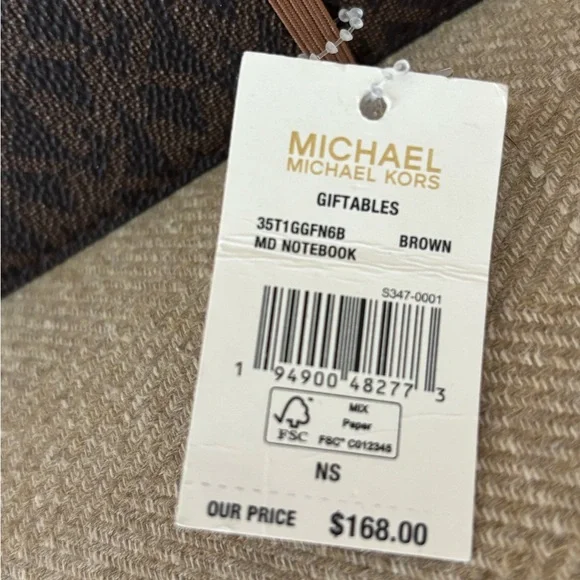 MICHAEL
MICHAEL KORS
GIFTABLES
35T1GGFN6B
MD NOTEBOOK BROWN
S347-0001
1 94900 48277 3
FSC
MIX
Paper
FSC™ C012345
NS
OUR PRICE $168.00